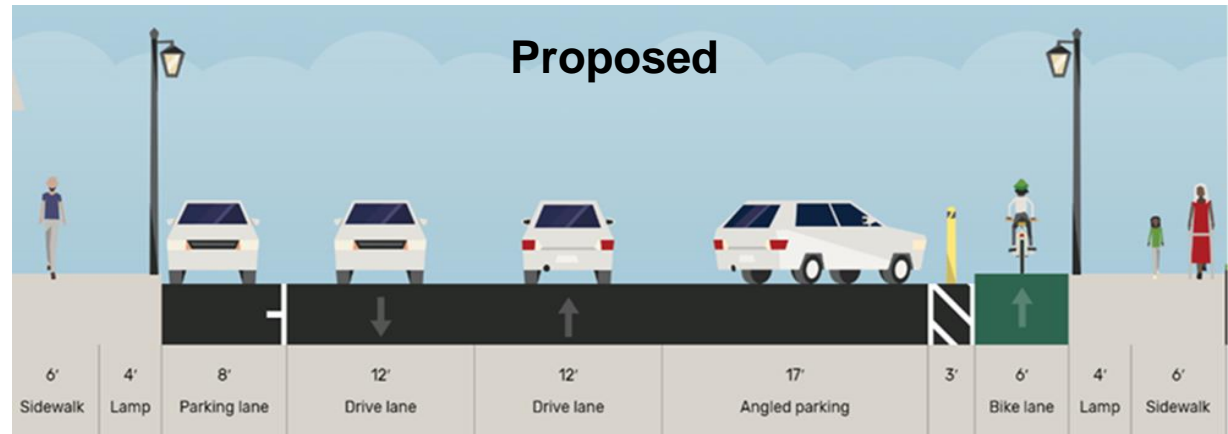 Proposed
6' 4' 8' 12' 12' 17' 3' 6' 4' 6'
Sidewalk Lamp Parking lane Drive lane Drive lane Angled parking Bike lane Lamp Sidewalk